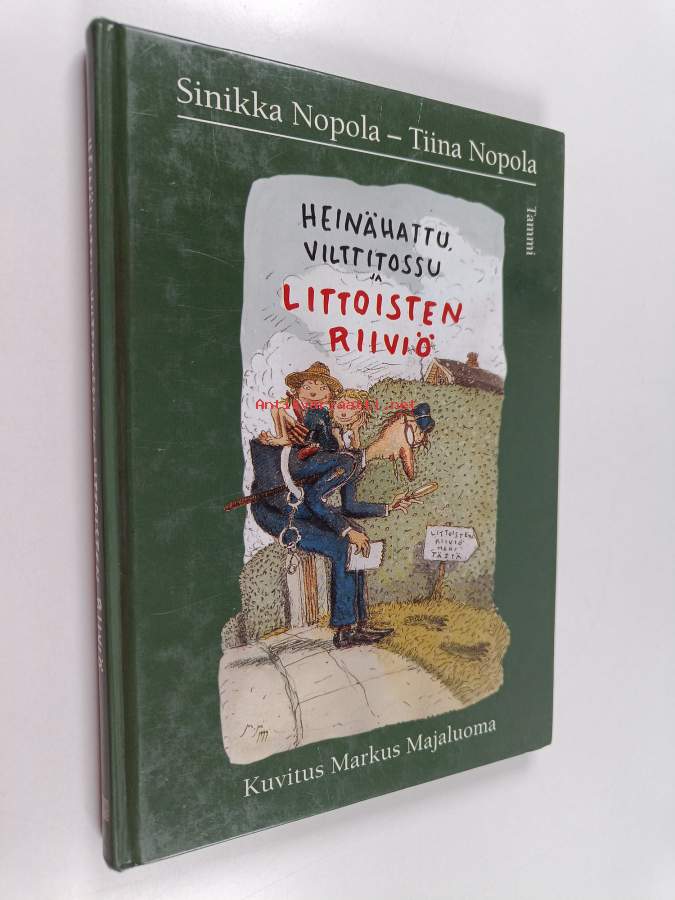 Sinikka Nopola – Tiina Nopola
Tammi
HEINÄHATTU,
VILTTITOSSU
JA
LITTOISTEN
RIIVIÖ
Antikvariaatti.net
LITTOISTEN
RIIVIÖ
MENI
TÄSTÄ
Kuvitus Markus Majaluoma